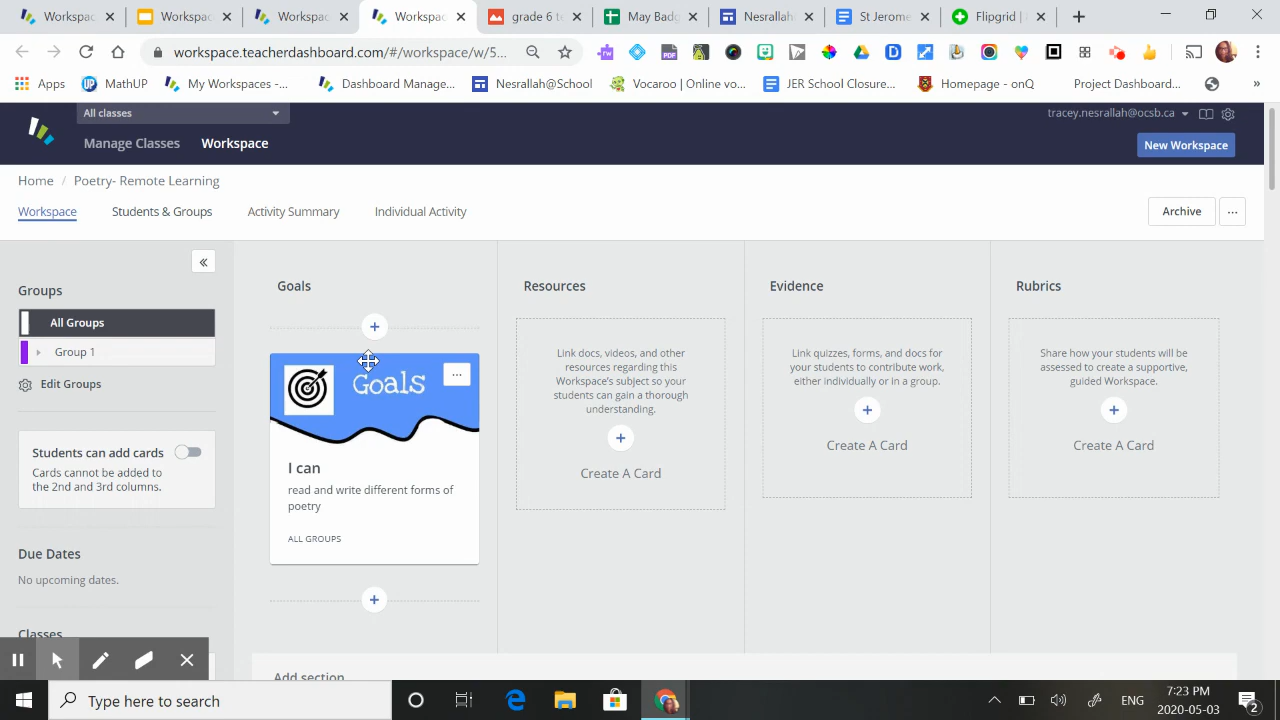 Workspac
Workspac
Workspac
Workspac
grade 6 te
May Badg
Nesrallah.
St Jerome
Flipgrid |
workspace.teacherdashboard.com/#/workspace/w/5...
Apps
MathUP
My Workspaces -...
Dashboard Manage...
Nesrallah@School
Vocaroo | Online vo...
JER School Closure...
Homepage - onQ
Project Dashboard...
»
All classes
tracey.nesrallah@ocsb.ca
Manage Classes
Workspace
New Workspace
Home / Poetry- Remote Learning
Workspace
Students & Groups
Activity Summary
Individual Activity
Archive
...
«
Groups
All Groups
Group 1
Edit Groups
Students can add cards
Cards cannot be added to
the 2nd and 3rd columns.
Due Dates
No upcoming dates.
Classes
Goals
+
Goals
...
I can
read and write different forms of
poetry
ALL GROUPS
+
Resources
Link docs, videos, and other
resources regarding this
Workspace's subject so your
students can gain a thorough
understanding.
+
Create A Card
Evidence
Link quizzes, forms, and docs for
your students to contribute work,
either individually or in a group.
+
Create A Card
Rubrics
Share how your students will be
assessed to create a supportive,
guided Workspace.
+
Create A Card
Add section
Type here to search
ENG
7:23 PM
2020-05-03
2